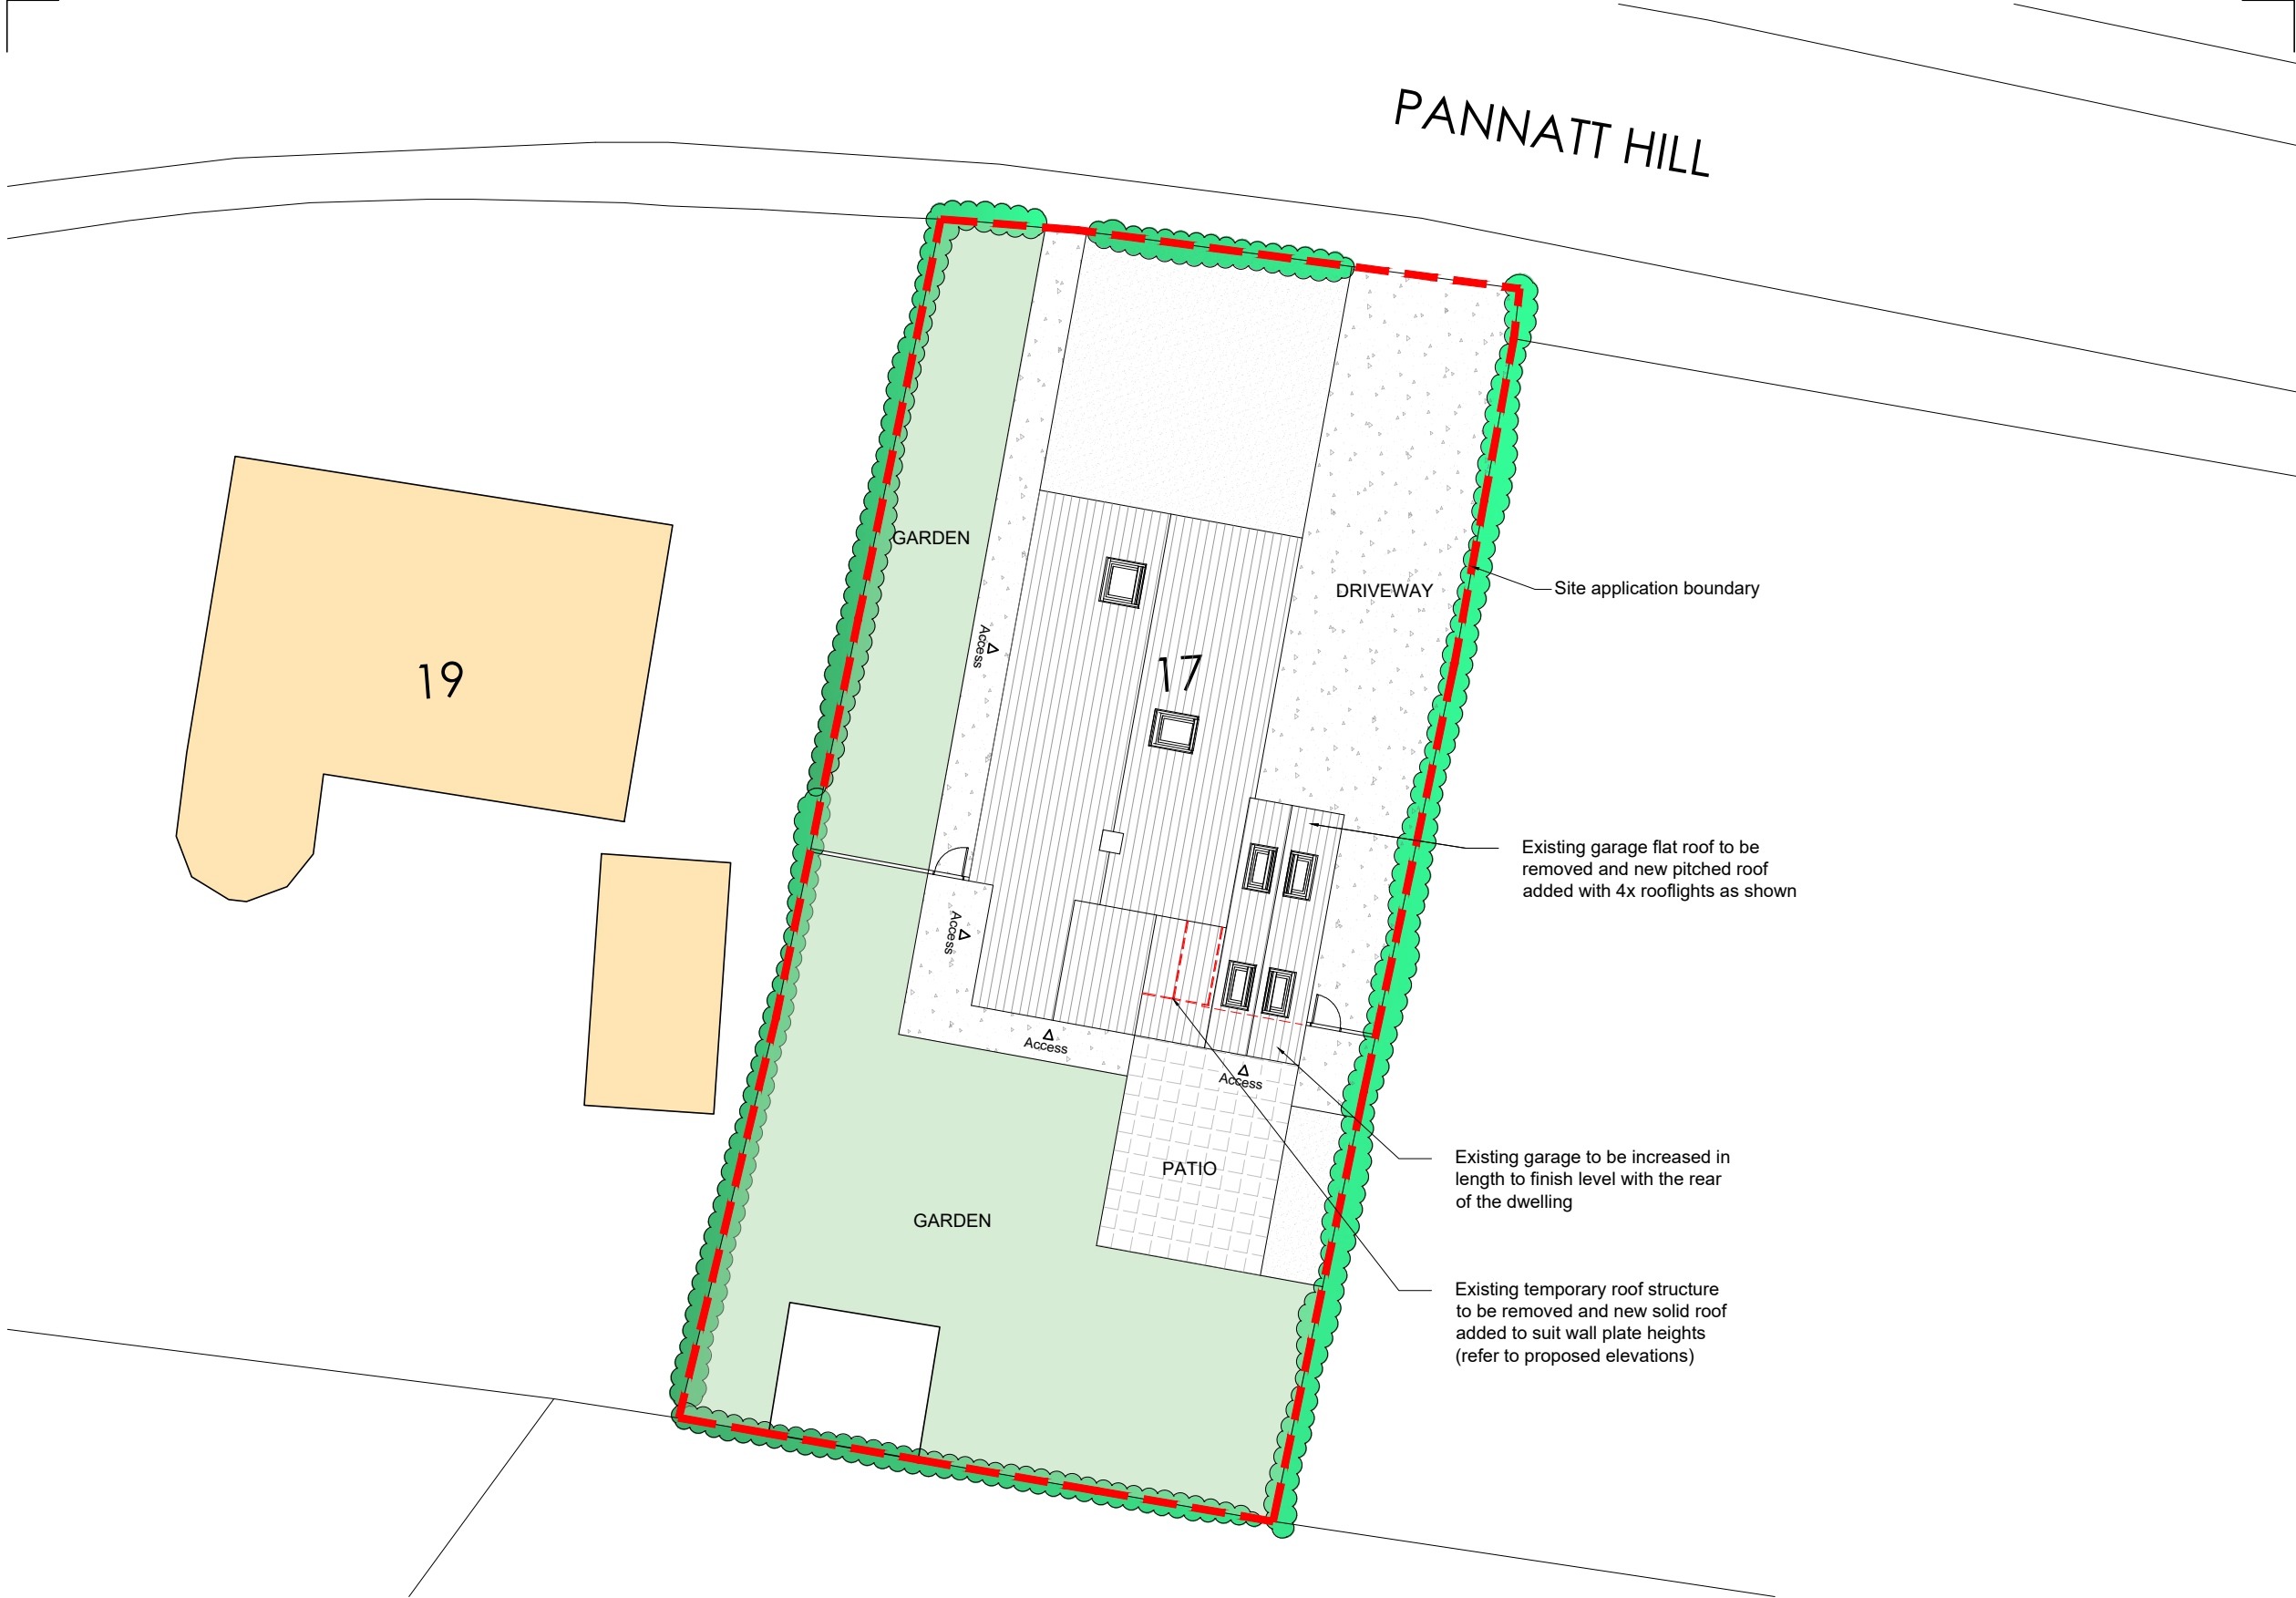 PANNATT HILL
GARDEN
DRIVEWAY
Site application boundary
Access
17
19
Existing garage flat roof to be
removed and new pitched roof
added with 4x rooflights as shown
Access
Access
Access
PATIO
GARDEN
Existing garage to be increased in
length to finish level with the rear
of the dwelling
Existing temporary roof structure
to be removed and new solid roof
added to suit wall plate heights
(refer to proposed elevations)